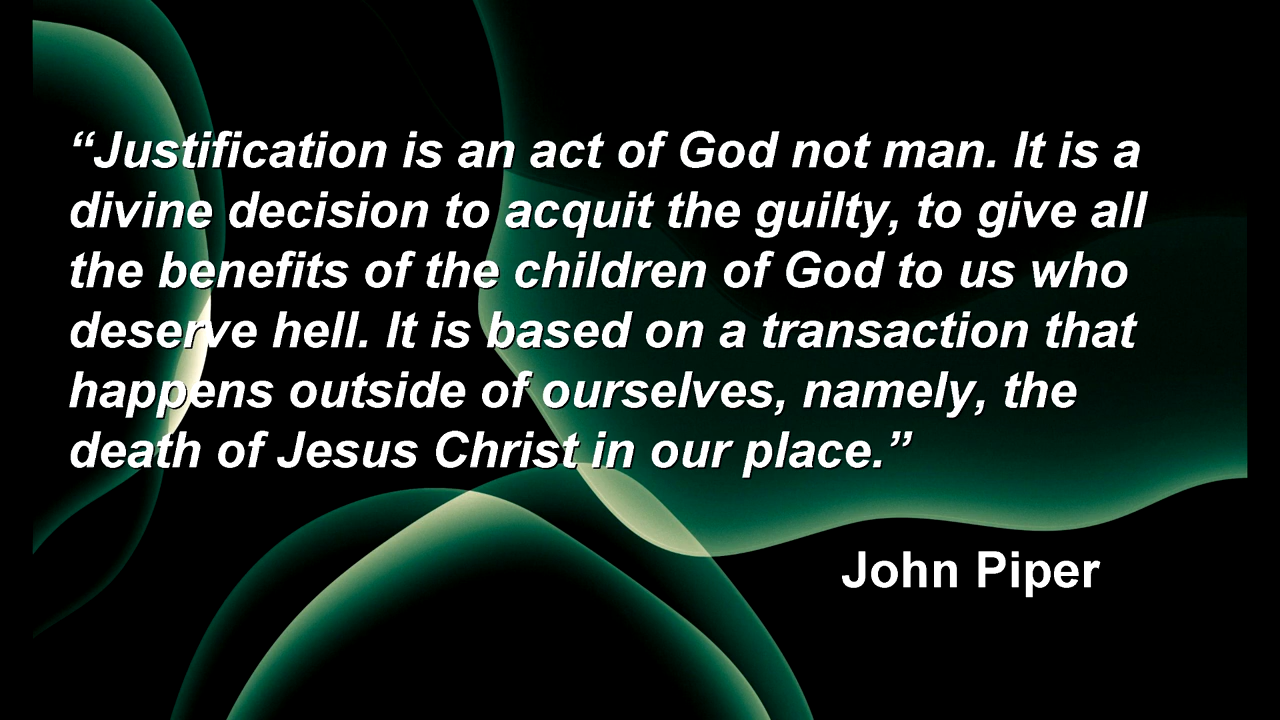 “Justification is an act of God not man. It is a
divine decision to acquit the guilty, to give all
the benefits of the children of God to us who
deserve hell. It is based on a transaction that
happens outside of ourselves, namely, the
death of Jesus Christ in our place.”
John Piper